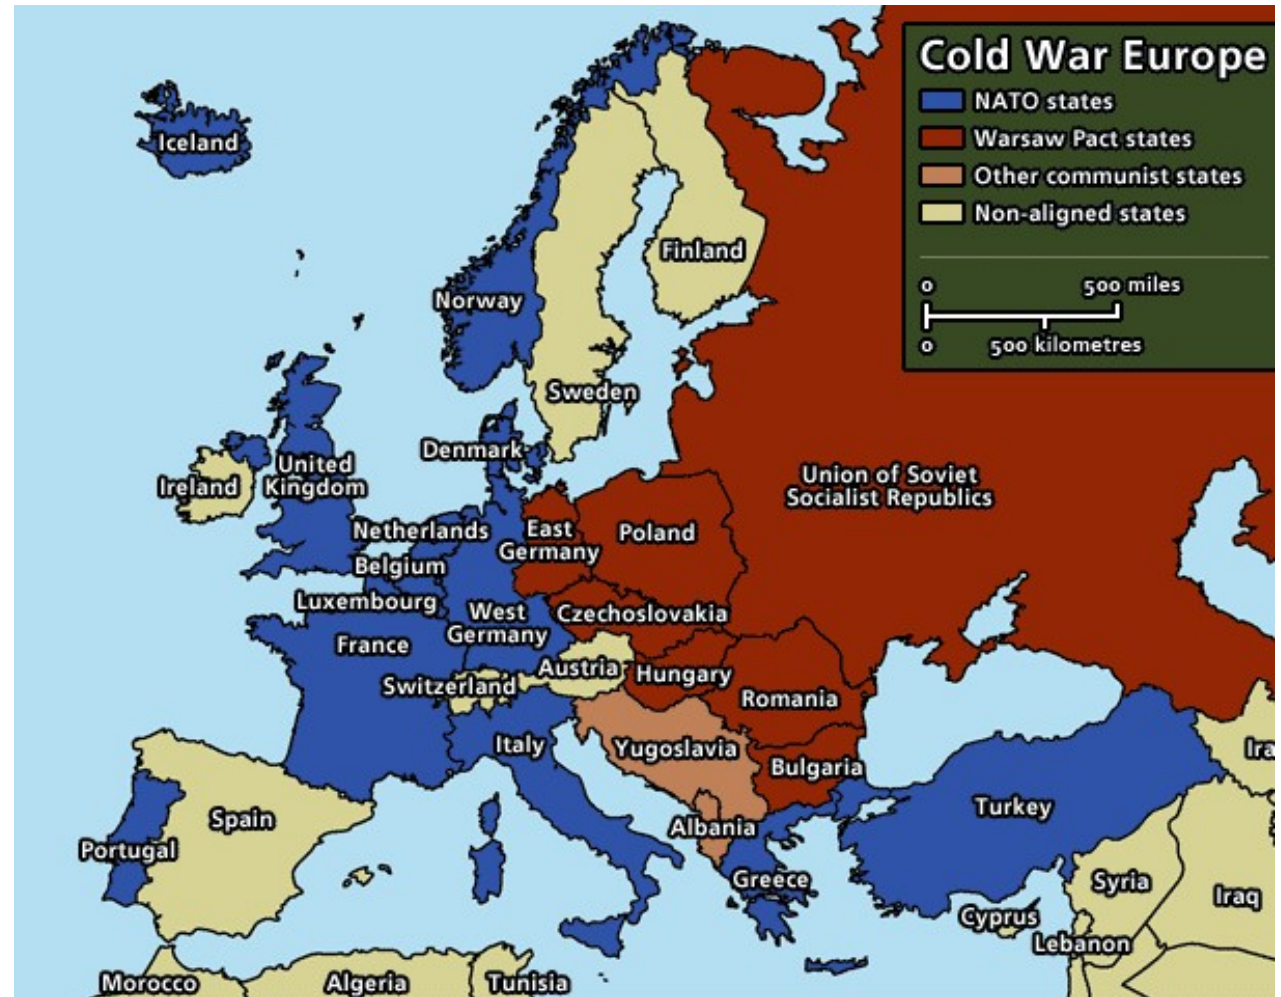 Cold War Europe
NATO states
Warsaw Pact states
Other communist states
Non-aligned states
0 500 miles
0 500 kilometres
Iceland
Norway
Finland
Sweden
Denmark
Ireland
United
Kingdom
Netherlands
Belgium
Luxembourg
East
Germany
Poland
Union of Soviet
Socialist Republics
West
Germany
Czechoslovakia
France
Switzerland
Austria
Hungary
Romania
Italy
Yugoslavia
Bulgaria
Spain
Portugal
Albania
Greece
Turkey
Ira
Syria
Iraq
Cyprus
Lebanon
Morocco
Algeria
Tunisia